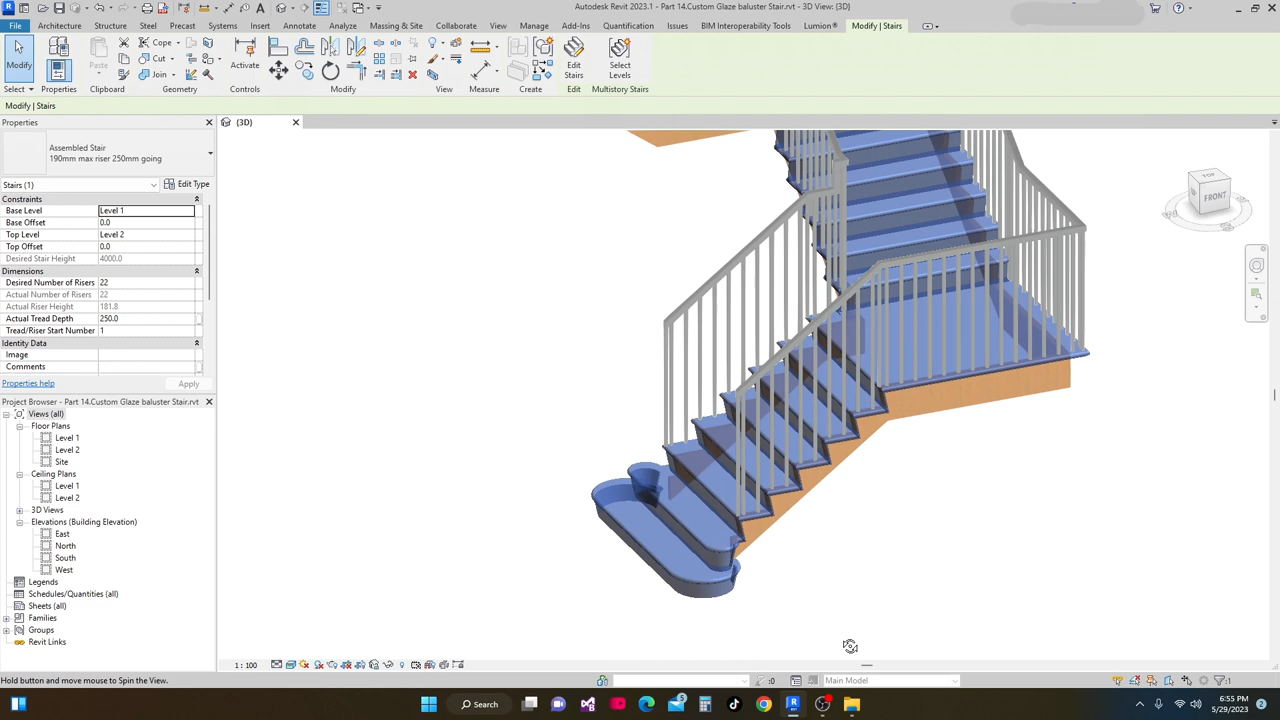 Autodesk Revit 2023.1 - Part 14.Custom Glaze baluster Stair.rvt - 3D View: {3D}
File Architecture Structure Steel Precast Systems Insert Annotate Analyze Massing & Site Collaborate View Manage Add-Ins Quantification Issues BIM Interoperability Tools Lumion® Modify | Stairs
Modify Paste Cope Cut Join Activate Edit Stairs Select Levels
Select Properties Clipboard Geometry Controls Modify View Measure Create Edit Multistory Stairs
Modify | Stairs
Properties
{3D}
Assembled Stair
190mm max riser 250mm going
Stairs (1) Edit Type
Constraints
Base Level Level 1
Base Offset 0.0
Top Level Level 2
Top Offset 0.0
Desired Stair Height 4000.0
Dimensions
Desired Number of Risers 22
Actual Number of Risers 22
Actual Riser Height 181.8
Actual Tread Depth 250.0
Tread/Riser Start Number 1
Identity Data
Image
Comments
Properties help Apply
Project Browser - Part 14.Custom Glaze baluster Stair.rvt
Views (all)
Floor Plans
Level 1
Level 2
Site
Ceiling Plans
Level 1
Level 2
3D Views
Elevations (Building Elevation)
East
North
South
West
Legends
Schedules/Quantities (all)
Sheets (all)
Families
Groups
Revit Links
TOP
FRONT
1 : 100
Hold button and move mouse to Spin the View.
:0
Main Model
:1
Search
6:55 PM
5/29/2023